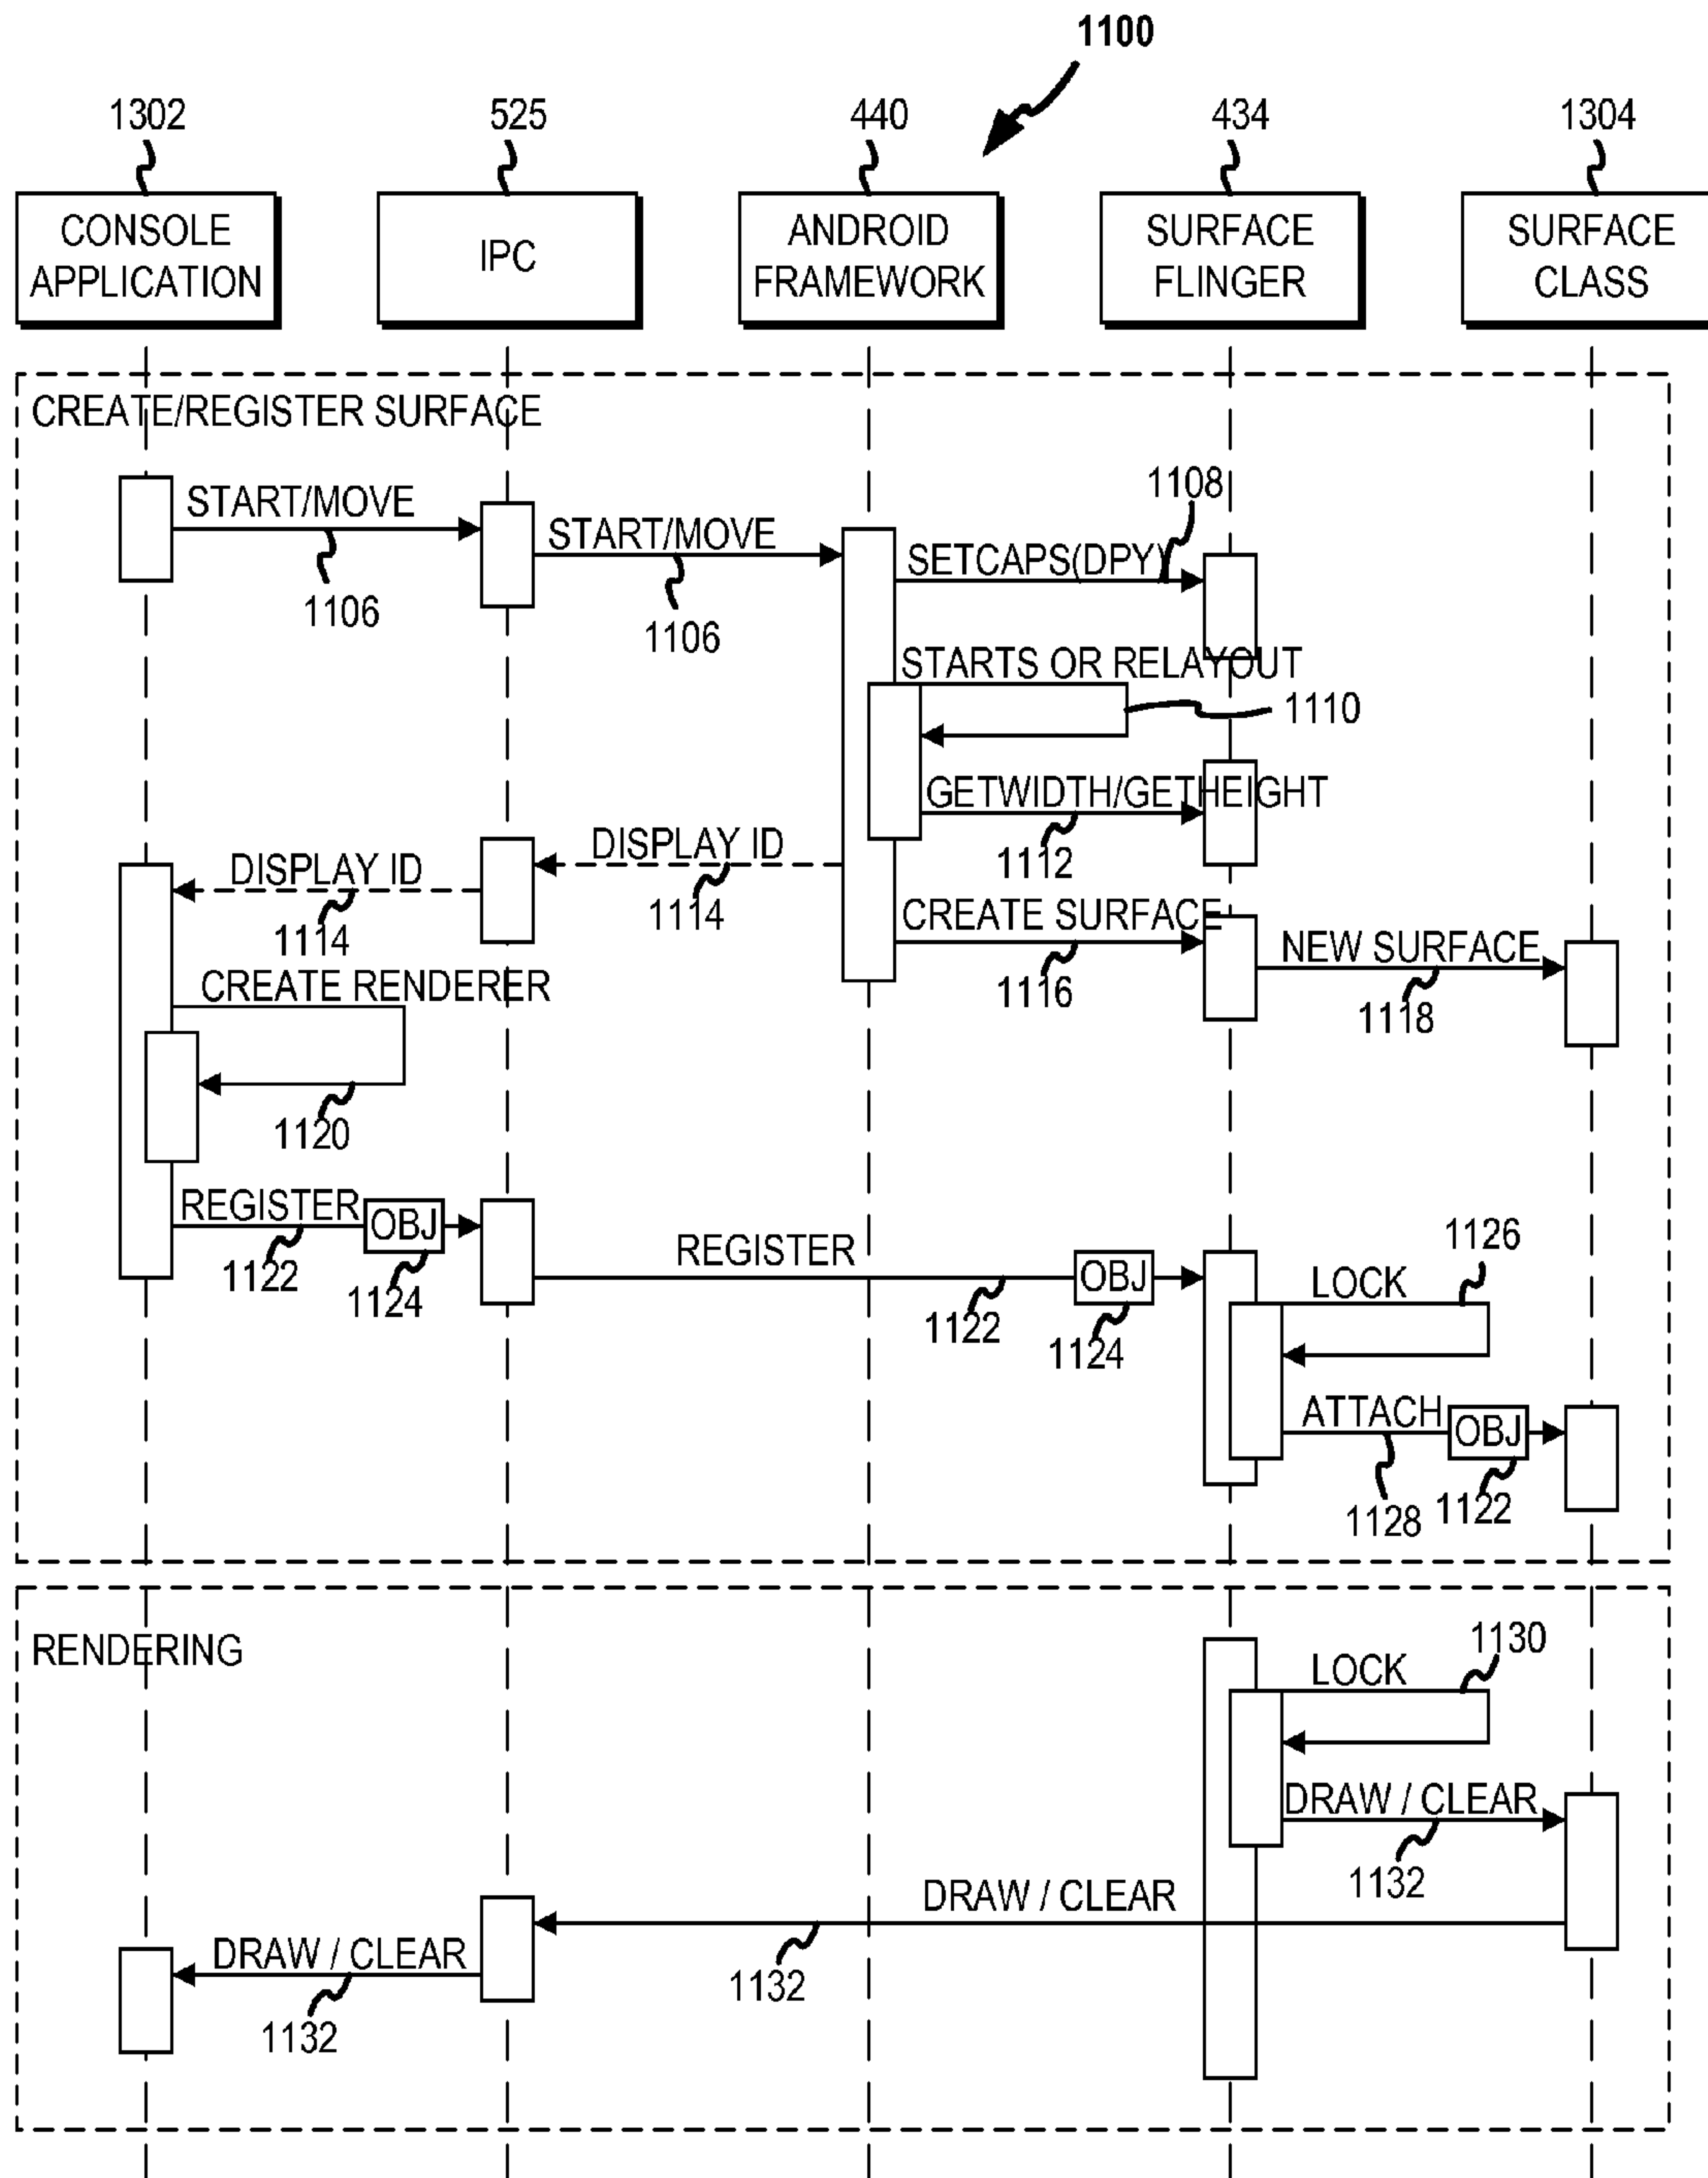 1100
1302
525
440
434
1304
CONSOLE
APPLICATION
IPC
ANDROID
FRAMEWORK
SURFACE
FLINGER
SURFACE
CLASS
CREATE/REGISTER SURFACE
START/MOVE
1106
START/MOVE
1106
1108
SETCAPS(DPY)
STARTS OR RELAYOUT
1110
GETWIDTH/GETHEIGHT
1112
DISPLAY ID
1114
DISPLAY ID
1114
CREATE SURFACE
1116
NEW SURFACE
1118
CREATE RENDERER
1120
REGISTER
OBJ
1122
1124
REGISTER
OBJ
1122
1124
1126
LOCK
ATTACH
OBJ
1128
1122
RENDERING
1130
LOCK
DRAW / CLEAR
1132
DRAW / CLEAR
1132
DRAW / CLEAR
1132